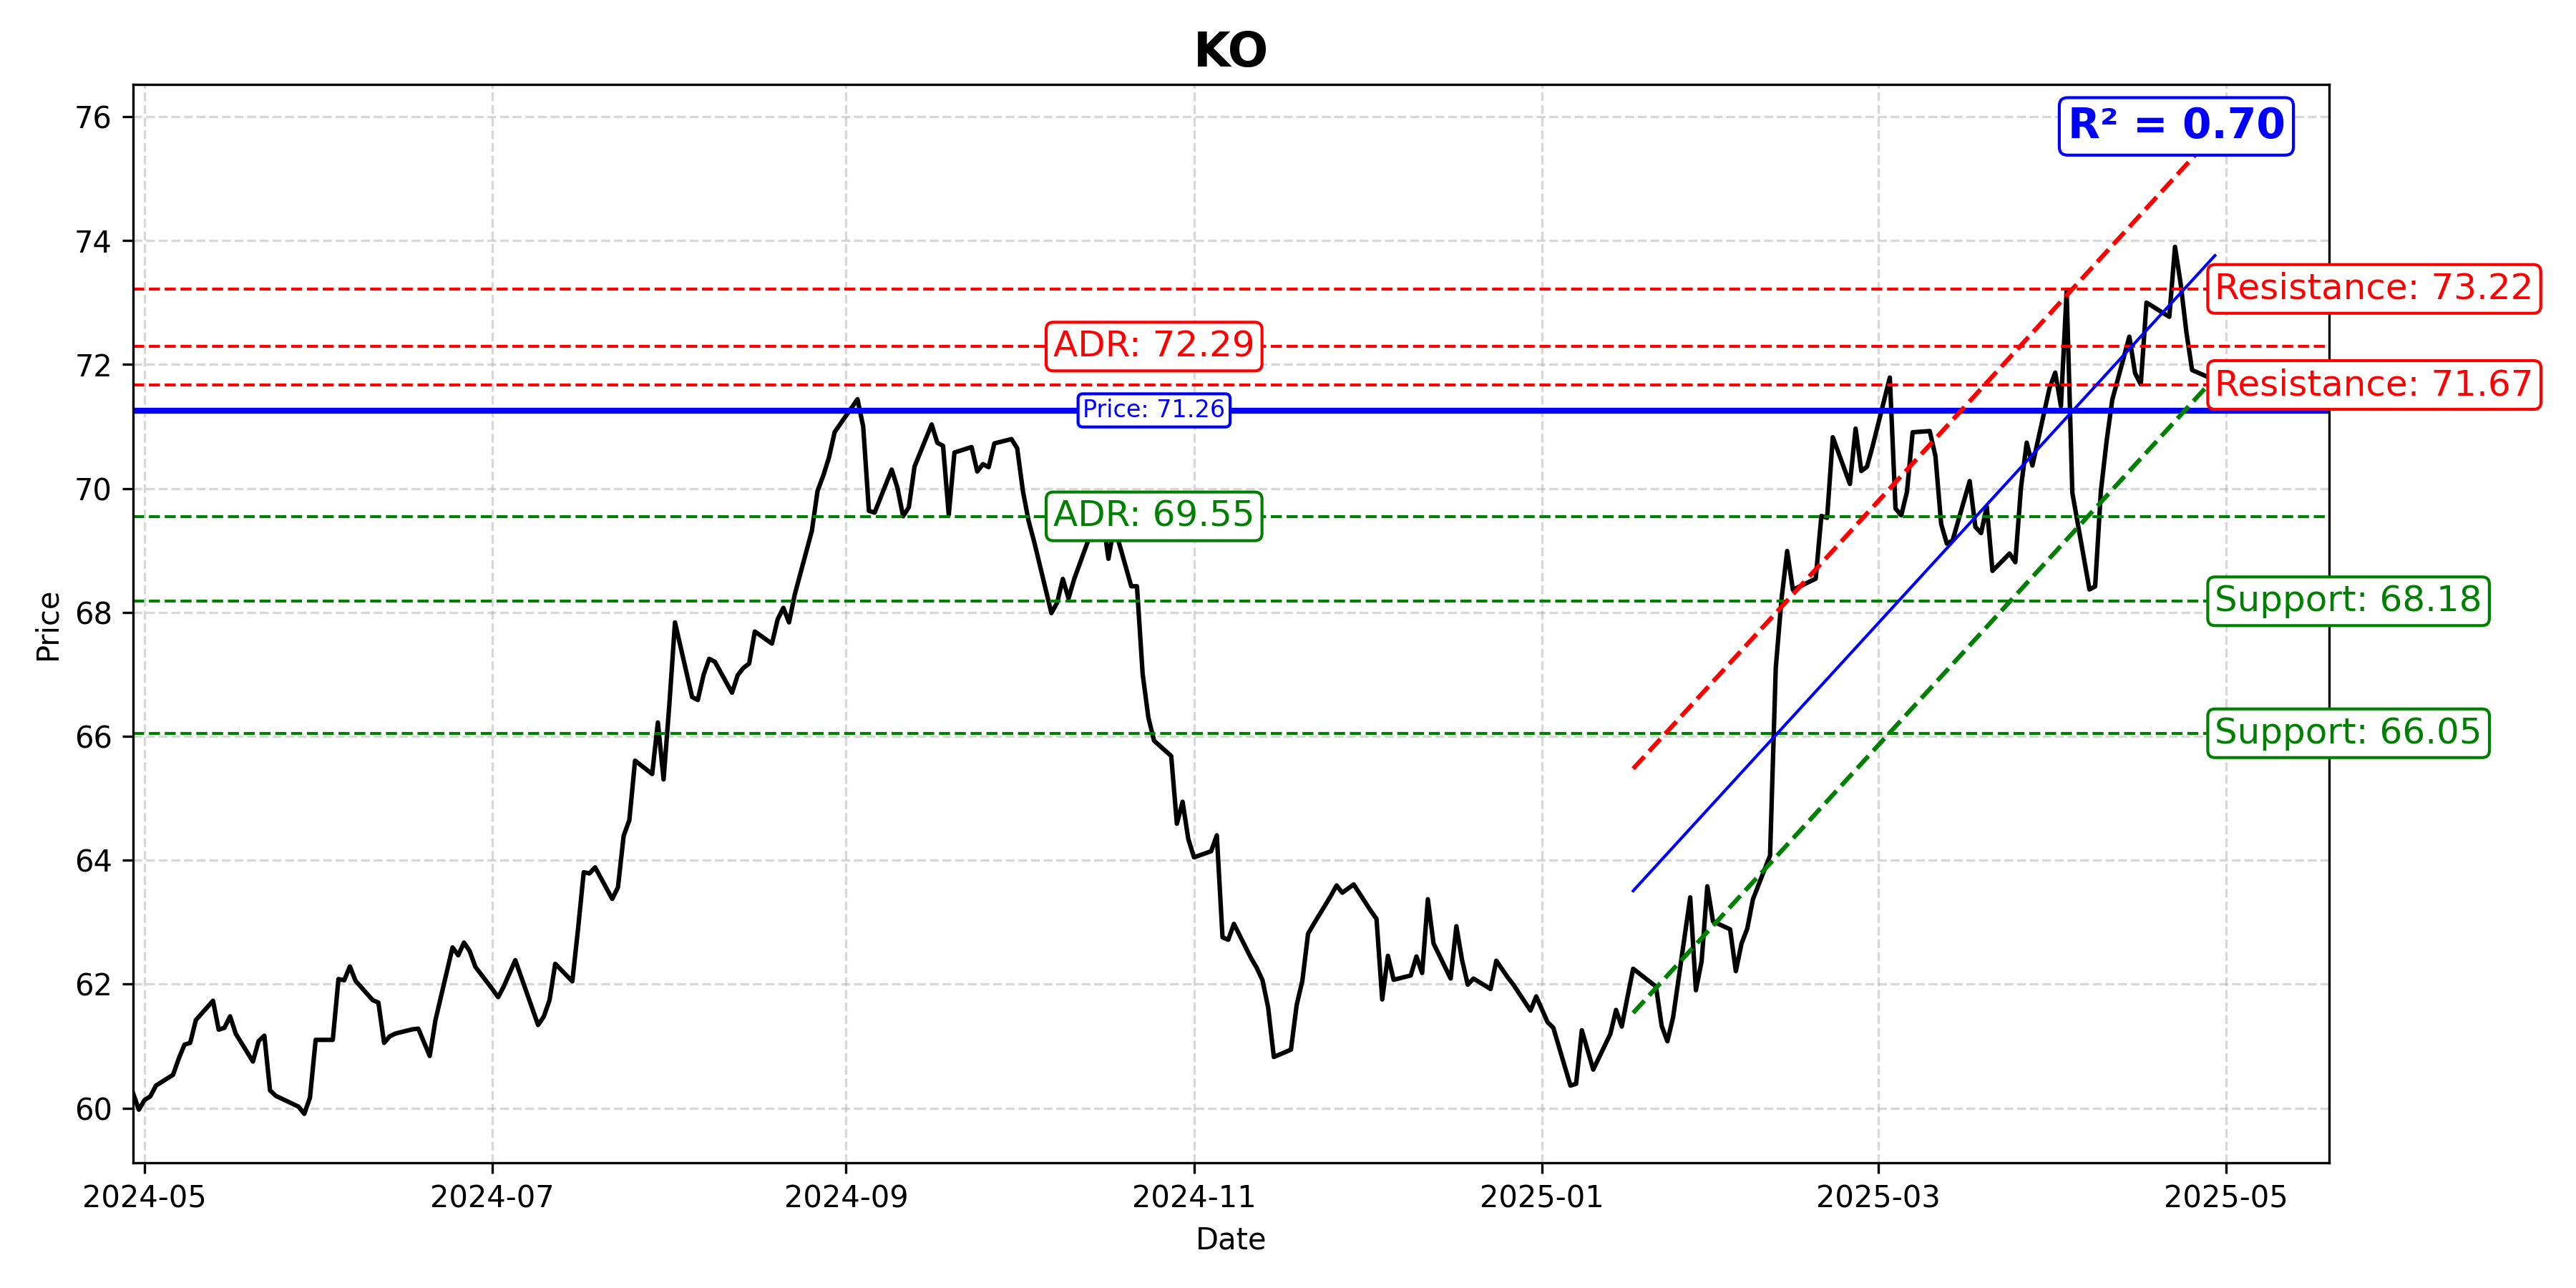 KO
R² = 0.70
76
74
72
70
68
66
64
62
60
Price
Resistance: 73.22
ADR: 72.29
Resistance: 71.67
Price: 71.26
ADR: 69.55
Support: 68.18
Support: 66.05
2024-05
2024-07
2024-09
2024-11
2025-01
2025-03
2025-05
Date